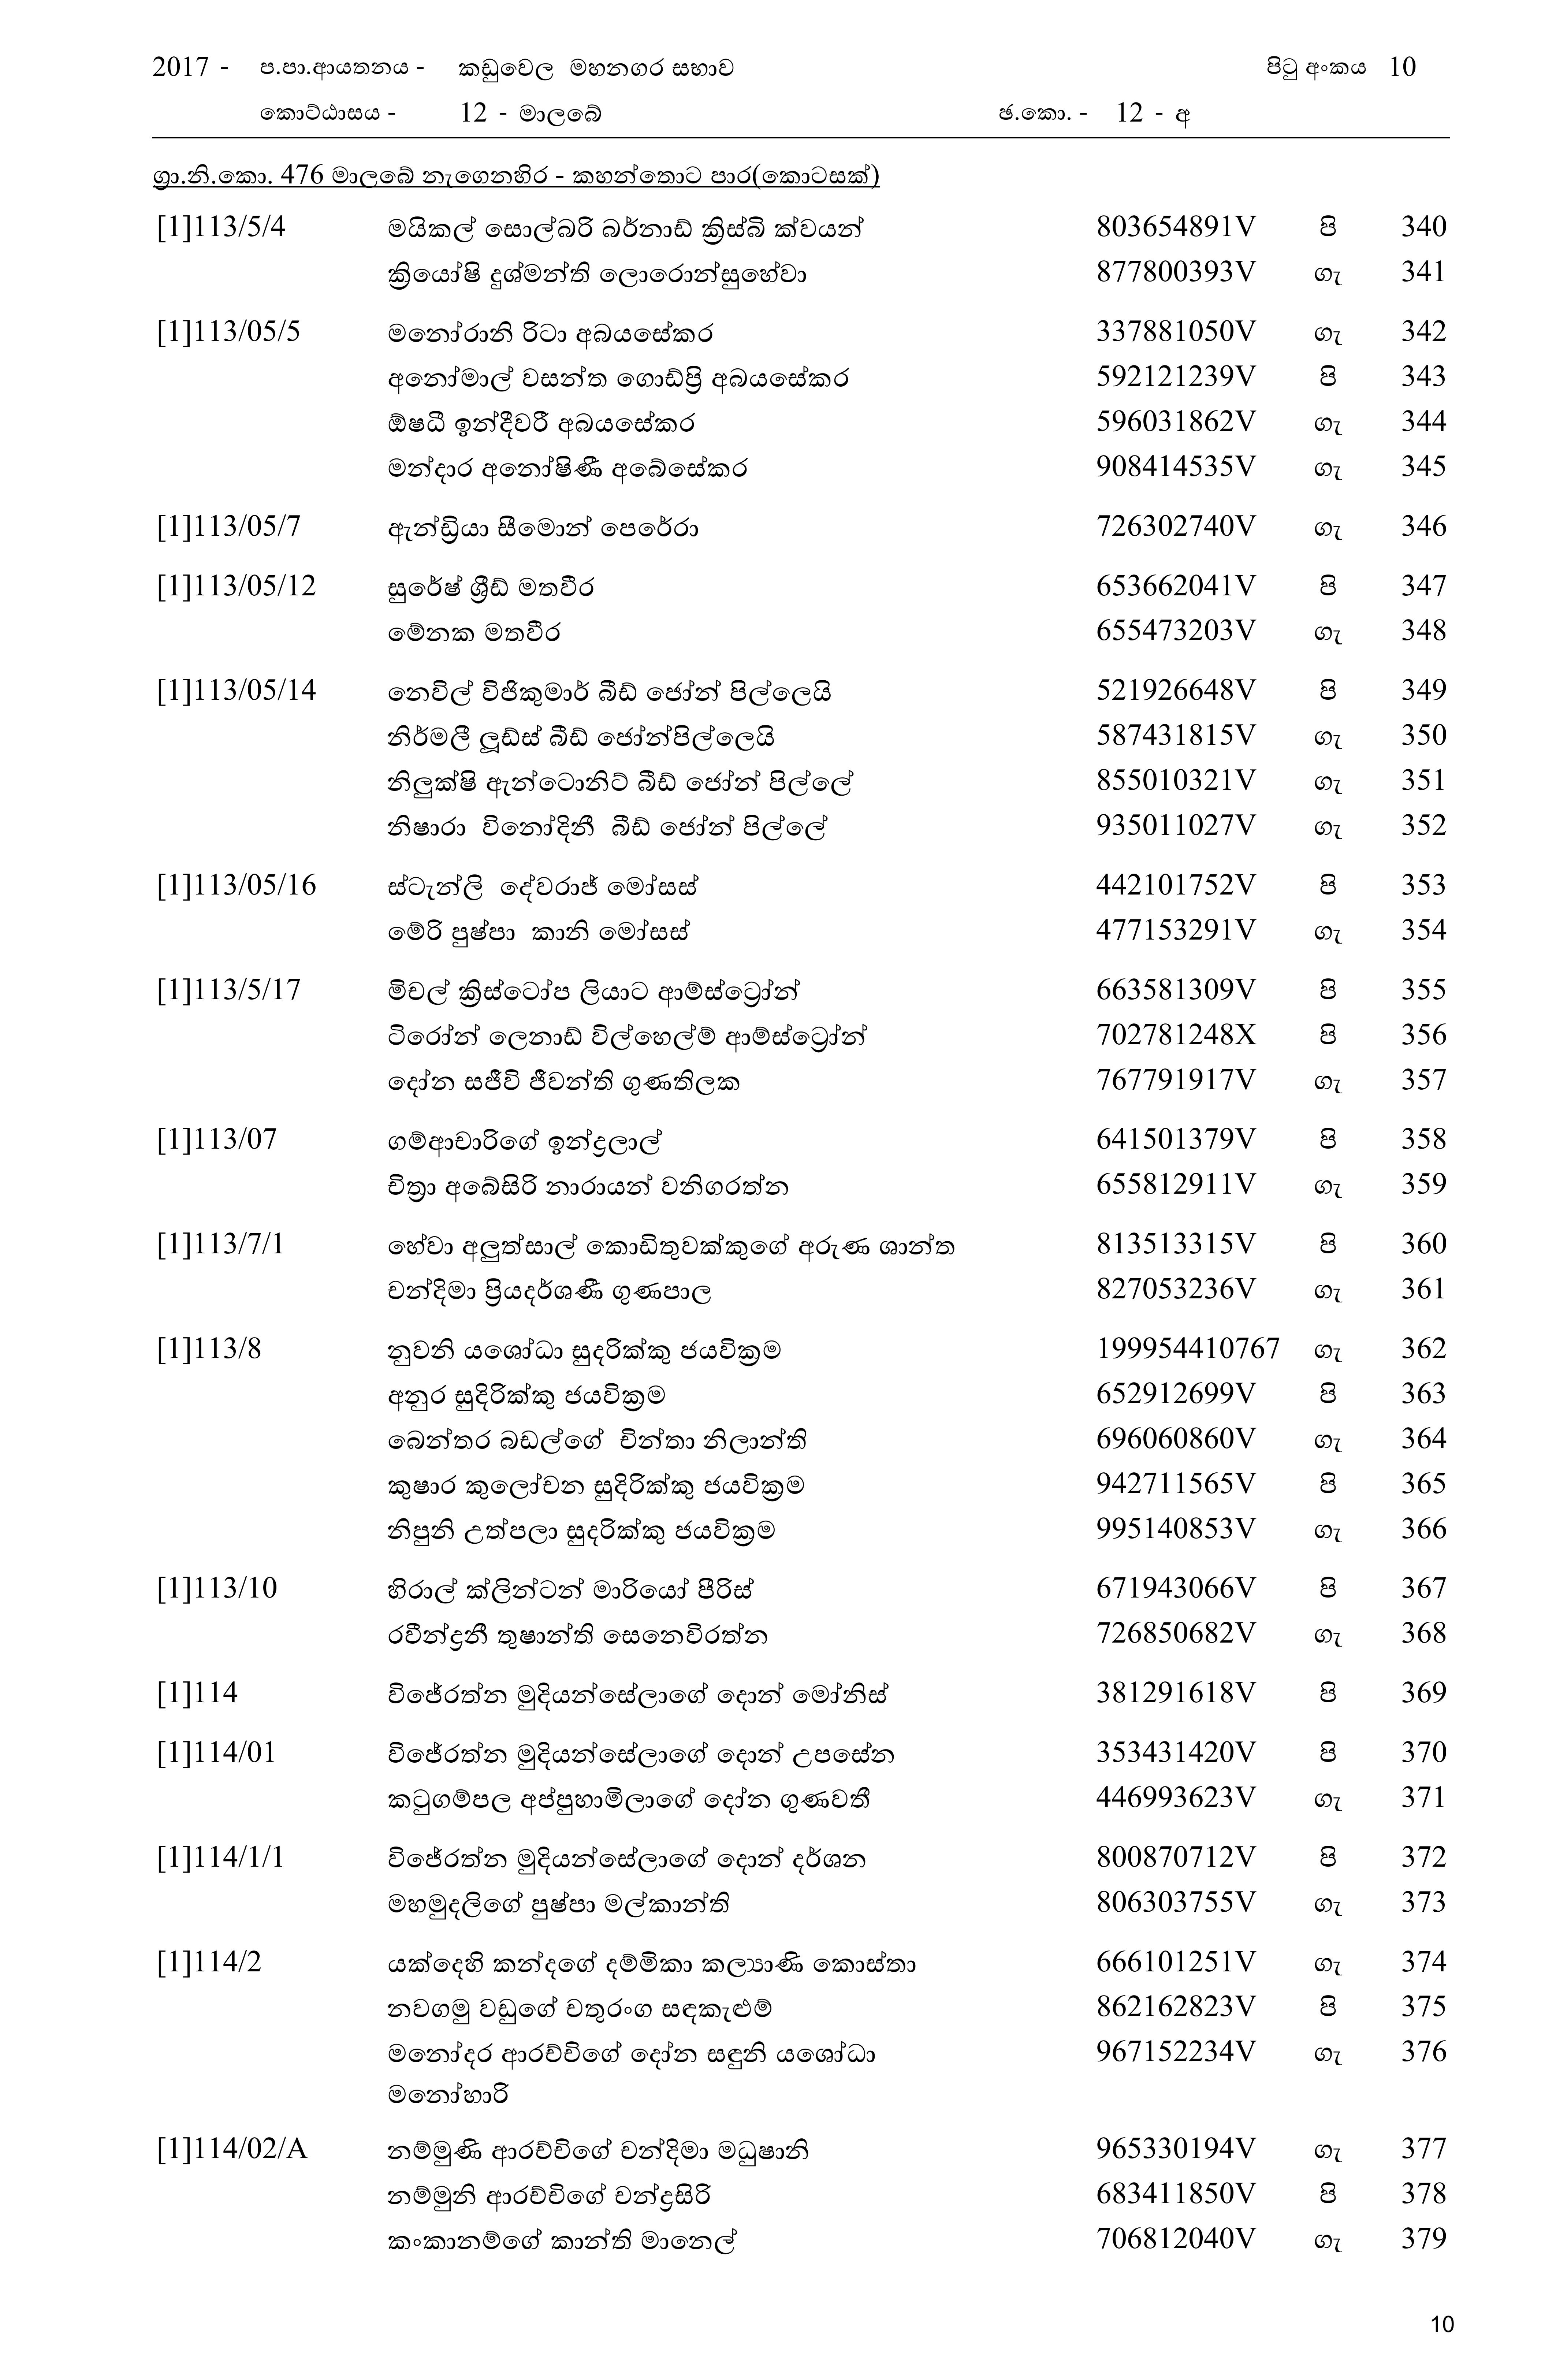 2017 - ප.පා.ආයතනය - කඩුවෙල මහනගර සභාව පිටු අංකය 10
කොට්ඨාසය - 12 - මාලබේ ඡ.කො. - 12 - අ
ග්‍රා.නි.කො. 476 මාලබේ නැගෙනහිර - කහන්තොට පාර(කොටසක්)
[1]113/5/4 මයිකල් සොල්බරි බර්නාඩ් ක්‍රිස්බි ක්වයන් 803654891V පි 340
ක්‍රියෝෂි දුශ්මන්ති ලොරොන්සුහේවා 877800393V ගැ 341
[1]113/05/5 මනෝරානි රිටා අබයසේකර 337881050V ගැ 342
අනෝමාල් වසන්ත ගොඩ්ප්‍රි අබයසේකර 592121239V පි 343
ඕෂධී ඉන්දීවරී අබයසේකර 596031862V ගැ 344
මන්දාර අනෝෂිණී අබේසේකර 908414535V ගැ 345
[1]113/05/7 ඇන්ඩ්‍රියා සීමොන් පෙරේරා 726302740V ගැ 346
[1]113/05/12 සුරේෂ් ශ්‍රීඩ් මතවීර 653662041V පි 347
මේනක මතවීර 655473203V ගැ 348
[1]113/05/14 නෙවිල් විජිකුමාර් බීඩ් ජෝන් පිල්ලෙයි 521926648V පි 349
නිර්මලී ලූඩ්ස් බීඩ් ජෝන්පිල්ලෙයි 587431815V ගැ 350
නිලුක්ෂි ඇන්ටොනිට් බීඩ් ජෝන් පිල්ලේ 855010321V ගැ 351
නිෂාරා විනෝදිනී බීඩ් ජෝන් පිල්ලේ 935011027V ගැ 352
[1]113/05/16 ස්ටැන්ලි දේවරාජ් මෝසස් 442101752V පි 353
මේරි පුෂ්පා කානි මෝසස් 477153291V ගැ 354
[1]113/5/17 මිචල් ක්‍රිස්ටෝප ලියාට ආම්ස්ට්‍රෝන් 663581309V පි 355
ටිරෝන් ලෙනාඩ් විල්හෙල්ම් ආම්ස්ට්‍රෝන් 702781248X පි 356
දෝන සජීවි ජීවන්ති ගුණතිලක 767791917V ගැ 357
[1]113/07 ගම්ආචාරිගේ ඉන්ද්‍රලාල් 641501379V පි 358
චිත්‍රා අබේසිරි නාරායන් වනිගරත්න 655812911V ගැ 359
[1]113/7/1 හේවා අලුත්සාල් කොඩිතුවක්කුගේ අරුණ ශාන්ත 813513315V පි 360
චන්දිමා ප්‍රියදර්ශණී ගුණපාල 827053236V ගැ 361
[1]113/8 නුවනි යශෝධා සුදරික්කු ජයවික්‍රම 199954410767 ගැ 362
අනුර සුදිරික්කු ජයවික්‍රම 652912699V පි 363
බෙන්තර බඩල්ගේ චින්තා නිලාන්ති 696060860V ගැ 364
කුෂාර කුලෝචන සුදිරික්කු ජයවික්‍රම 942711565V පි 365
නිපුනි උත්පලා සුදරික්කු ජයවික්‍රම 995140853V ගැ 366
[1]113/10 හිරාල් ක්ලින්ටන් මාරියෝ පීරිස් 671943066V පි 367
රවීන්ද්‍රනී තුෂාන්ති සෙනෙවිරත්න 726850682V ගැ 368
[1]114 විජේරත්න මුදියන්සේලාගේ දොන් මෝනිස් 381291618V පි 369
[1]114/01 විජේරත්න මුදියන්සේලාගේ දොන් උපසේන 353431420V පි 370
කටුගම්පල අප්පුහාමිලාගේ දෝන ගුණවතී 446993623V ගැ 371
[1]114/1/1 විජේරත්න මුදියන්සේලාගේ දොන් දර්ශන 800870712V පි 372
මහමුදලිගේ පුෂ්පා මල්කාන්ති 806303755V ගැ 373
[1]114/2 යක්දෙහි කන්දගේ දම්මිකා කල්‍යාණි කොස්තා 666101251V ගැ 374
නවගමු වඩුගේ චතුරංග සඳකැළුම් 862162823V පි 375
මනෝදර ආරච්චිගේ දෝන සඳුනි යශෝධා 967152234V ගැ 376
මනෝහාරි
[1]114/02/A නම්මුණි ආරච්චිගේ චන්දිමා මධුෂානි 965330194V ගැ 377
නම්මුනි ආරච්චිගේ චන්ද්‍රසිරි 683411850V පි 378
කංකානම්ගේ කාන්ති මානෙල් 706812040V ගැ 379
10